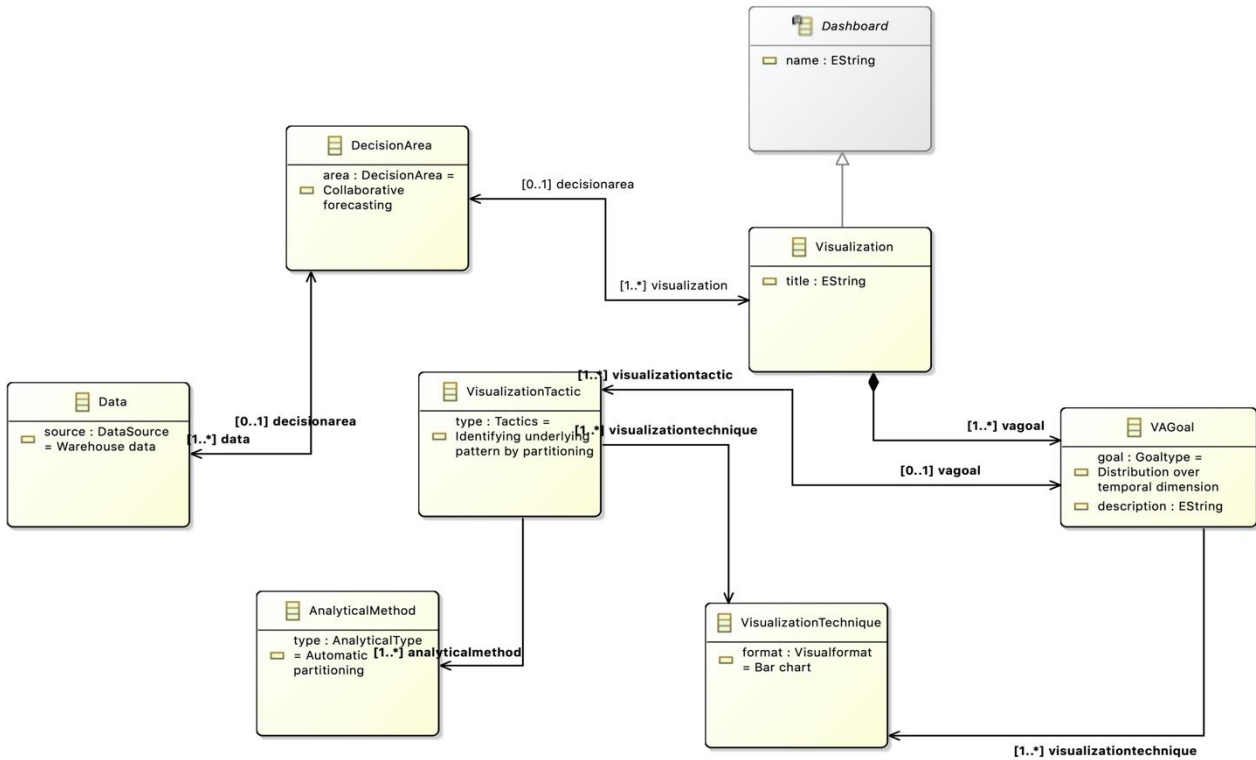 Dashboard
name : EString
DecisionArea
area : DecisionArea =
Collaborative
forecasting
[0..1] decisionarea
Visualization
[1..*] visualization
title : EString
[1..*] visualizationtactic
VisualizationTactic
Data
[0..1] decisionarea
type : Tactics =
Identifying underlying
pattern by partitioning
[1..*] visualizationtechnique
[1..*] vagoal
VAGoal
source : DataSource
= Warehouse data
[1..*] data
goal : Goaltype =
Distribution over
temporal dimension
[0..1] vagoal
description : EString
AnalyticalMethod
VisualizationTechnique
type : AnalyticalType
= Automatic
partitioning
[1..*] analyticalmethod
format : Visualformat
= Bar chart
[1..*] visualizationtechnique